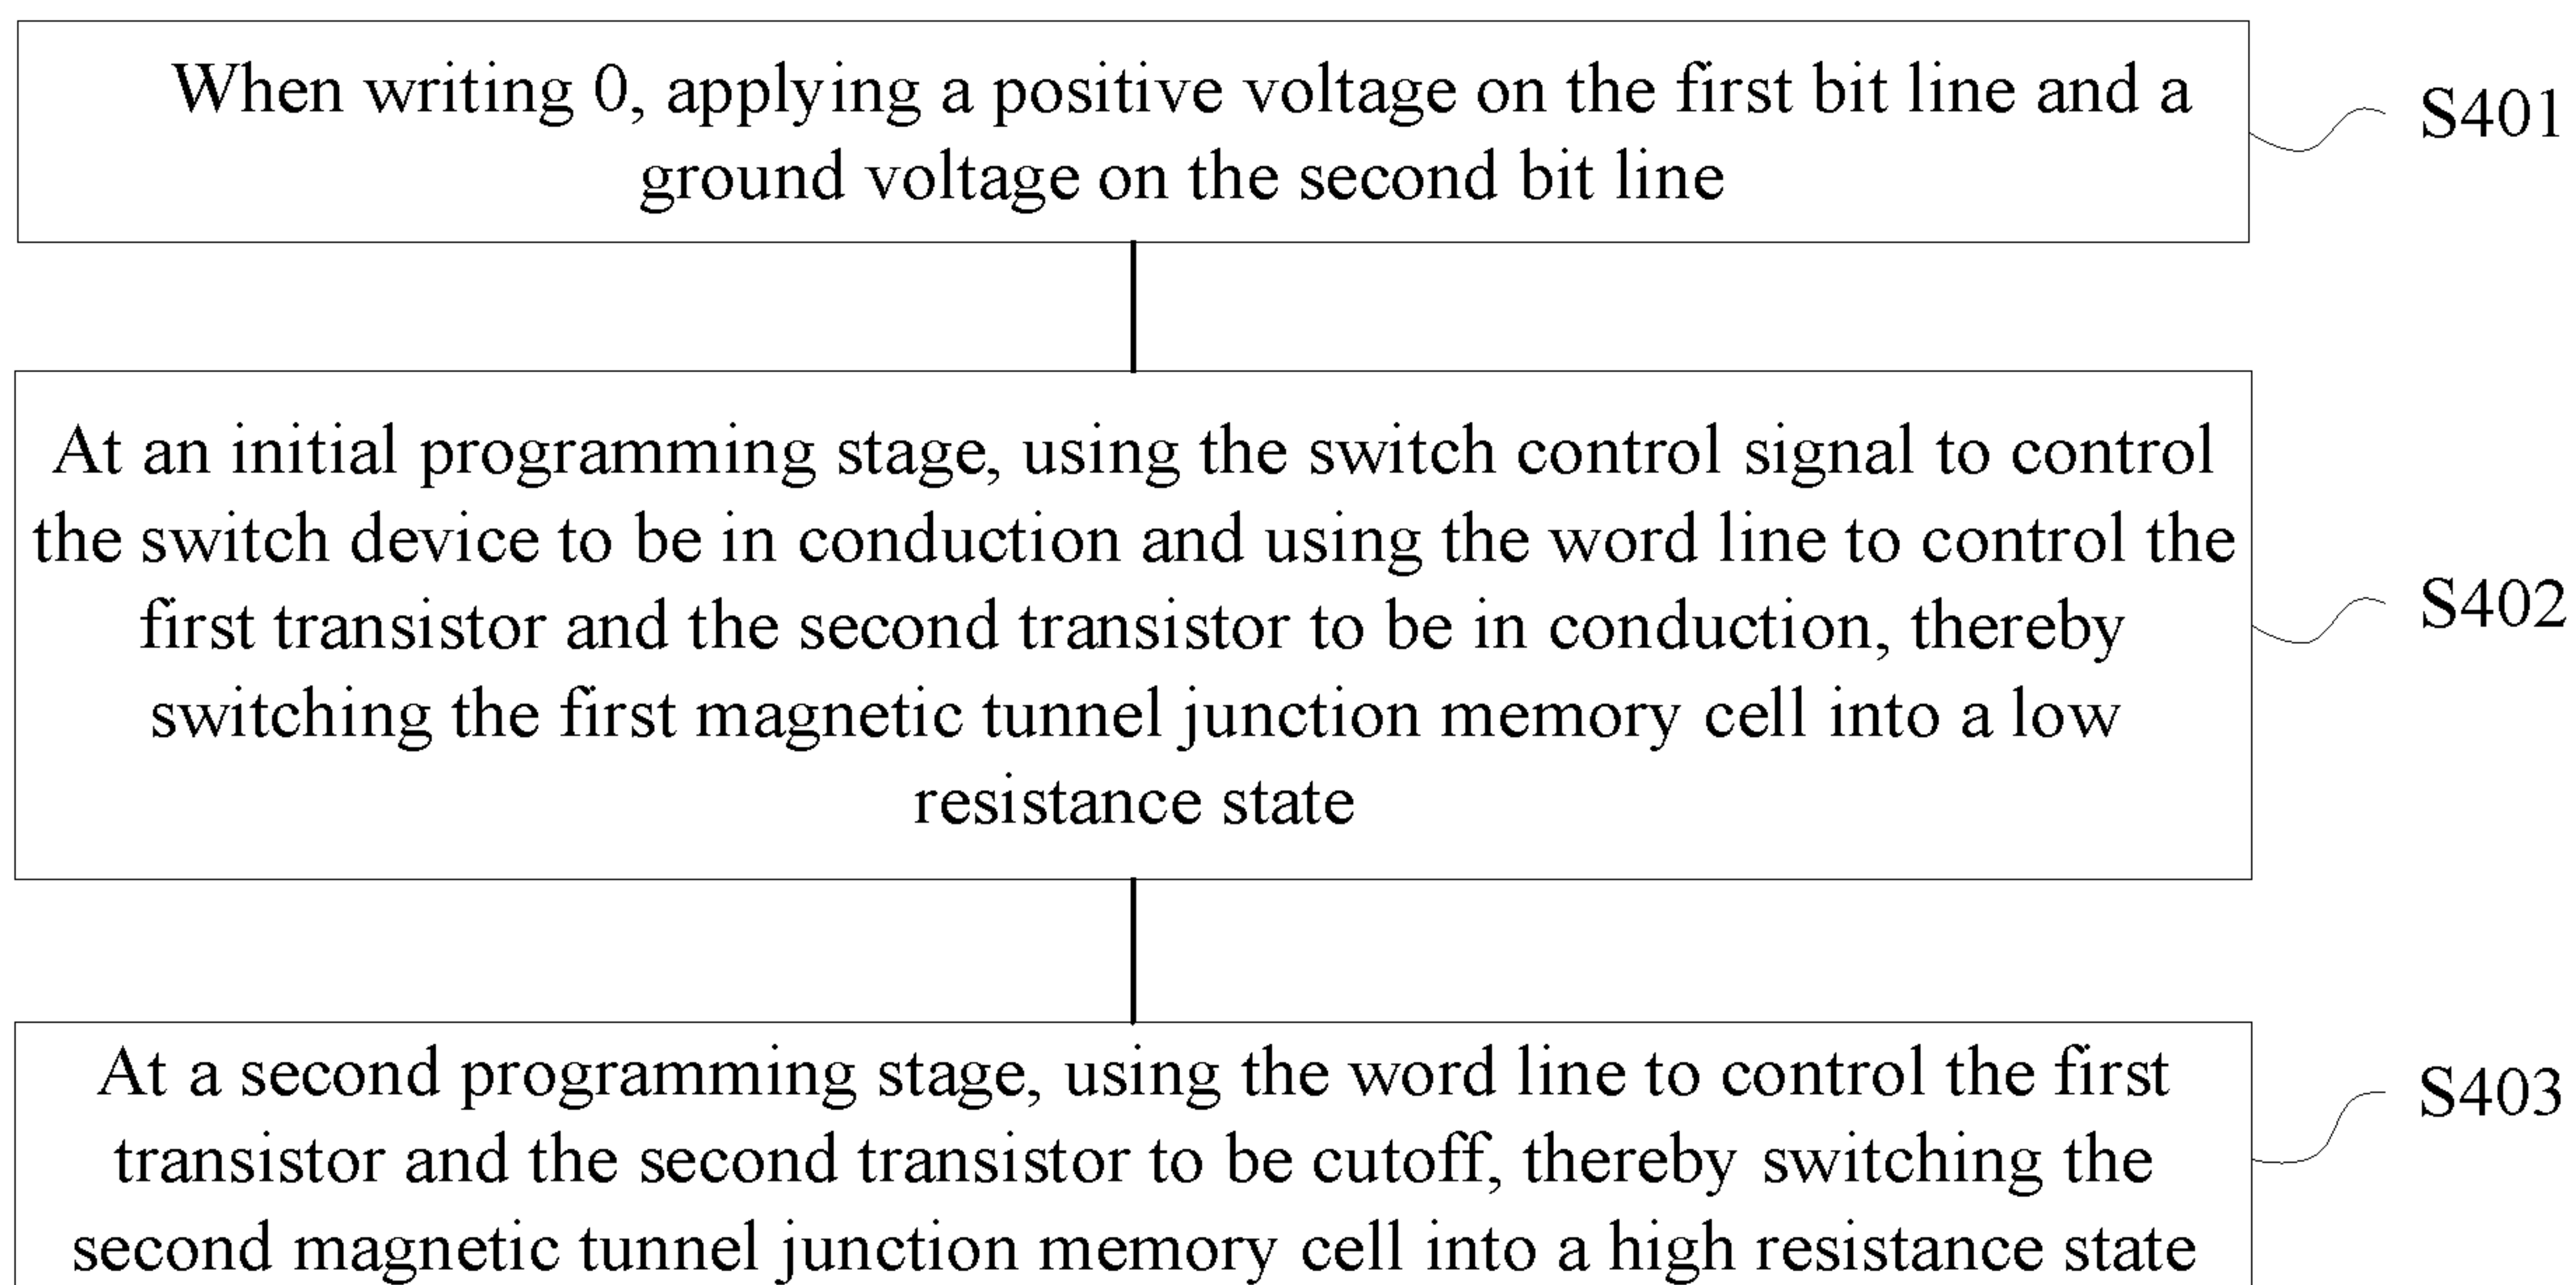 When writing 0, applying a positive voltage on the first bit line and a
ground voltage on the second bit line
S401
At an initial programming stage, using the switch control signal to control
the switch device to be in conduction and using the word line to control the
first transistor and the second transistor to be in conduction, thereby
switching the first magnetic tunnel junction memory cell into a low
resistance state
S402
At a second programming stage, using the word line to control the first
transistor and the second transistor to be cutoff, thereby switching the
second magnetic tunnel junction memory cell into a high resistance state
S403